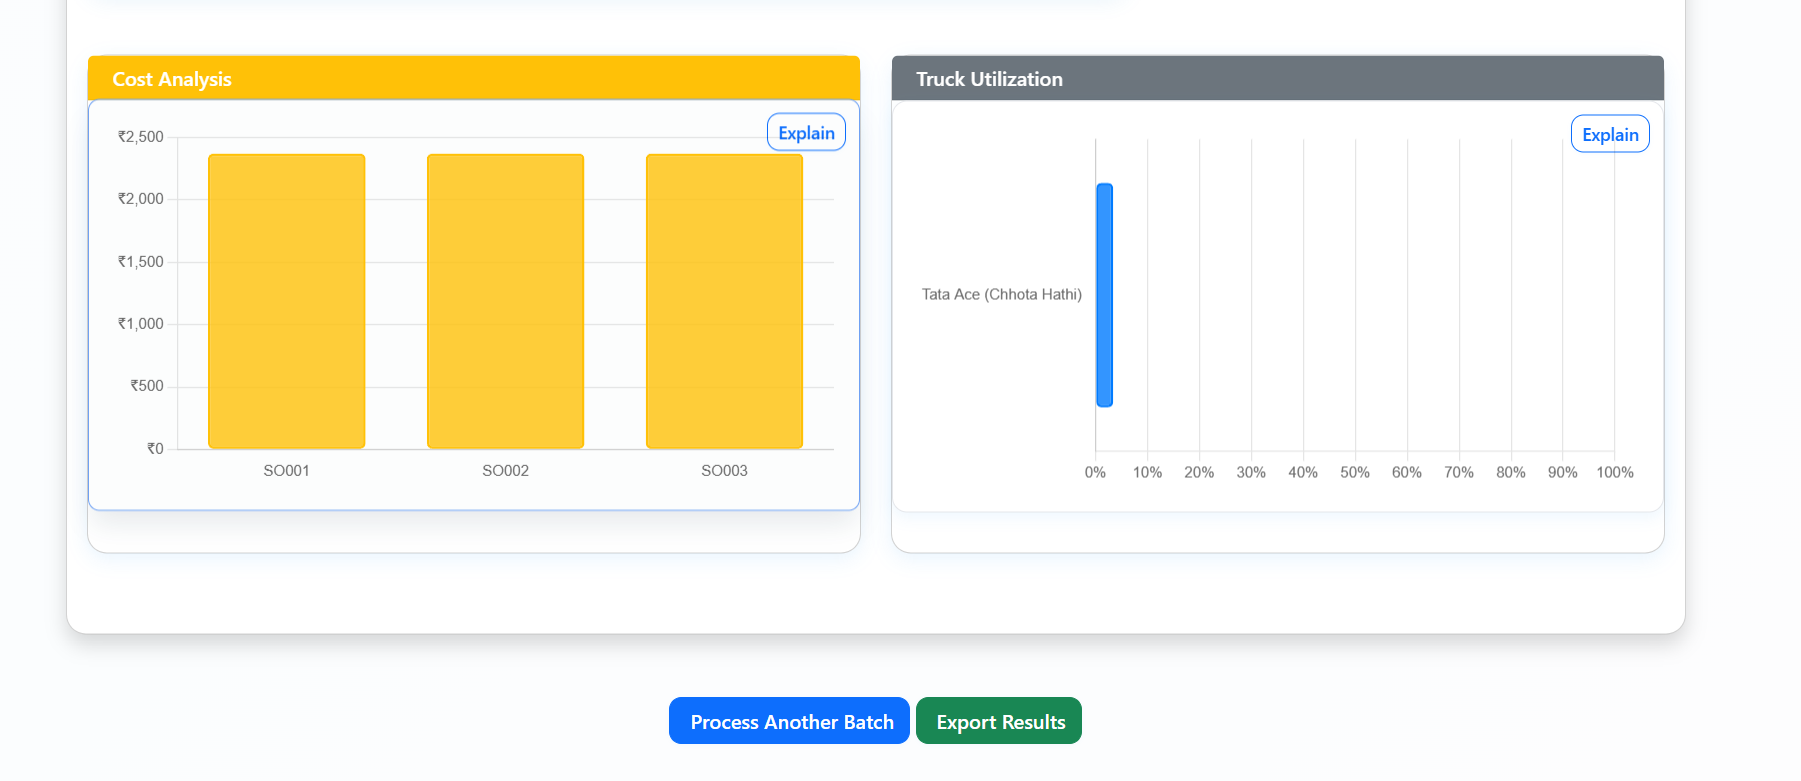 Cost Analysis
Explain
₹2,500
₹2,000
₹1,500
₹1,000
₹500
₹0
SO001 SO002 SO003
Truck Utilization
Explain
Tata Ace (Chhota Hathi)
0% 10% 20% 30% 40% 50% 60% 70% 80% 90% 100%
Process Another Batch
Export Results